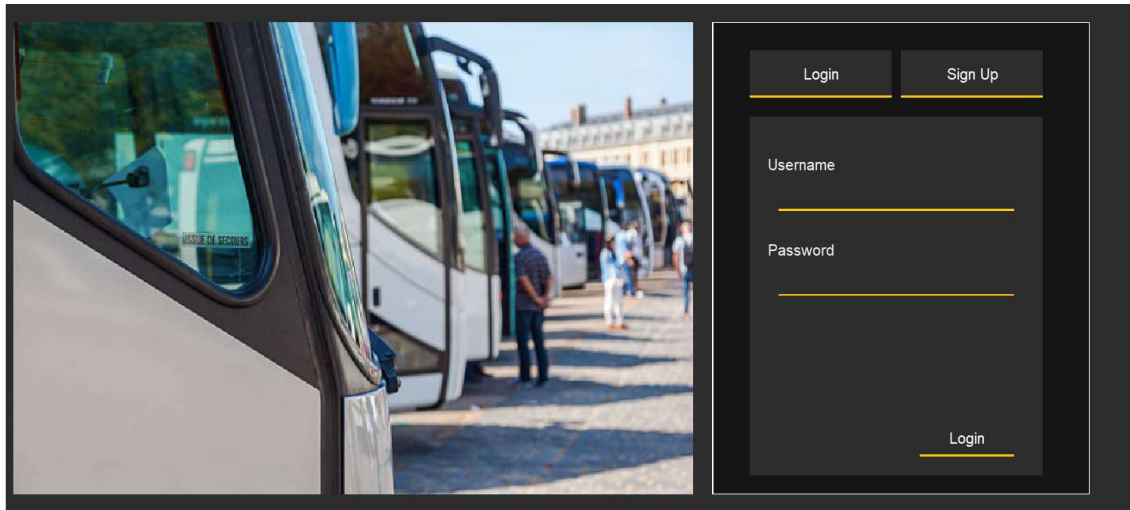 ISSUE DE SECOURS
Login
Sign Up
Username
Password
Login